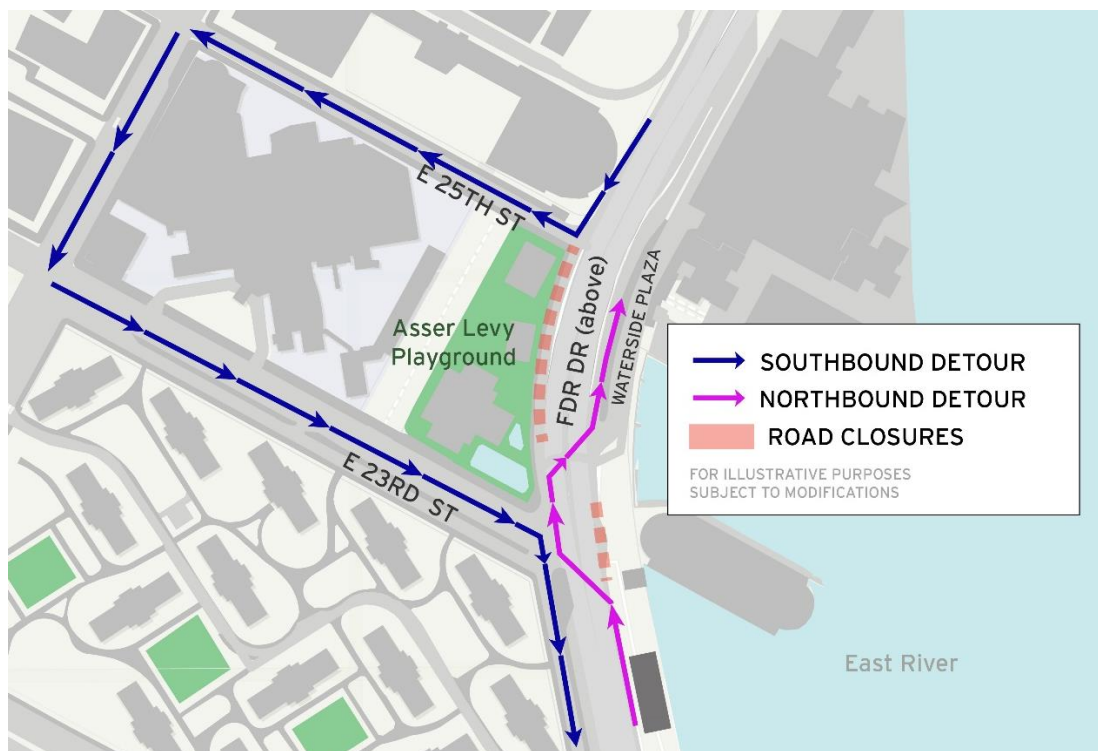 E 25TH ST
Asser Levy
Playground
FDR DR (above)
WATERSIDE PLAZA
E 23RD ST
SOUTHBOUND DETOUR
NORTHBOUND DETOUR
ROAD CLOSURES
FOR ILLUSTRATIVE PURPOSES
SUBJECT TO MODIFICATIONS
East River